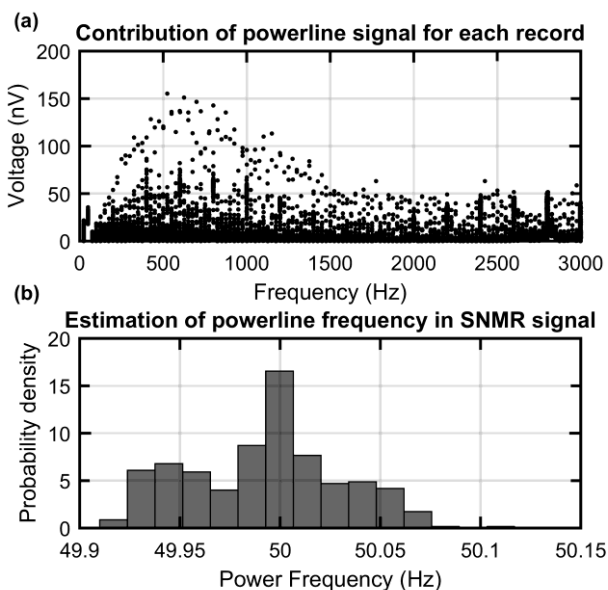 (a)
Contribution of powerline signal for each record
200
150
100
50
0
Voltage (nV)
0 500 1000 1500 2000 2500 3000
Frequency (Hz)
(b)
Estimation of powerline frequency in SNMR signal
20
15
10
5
0
Probability density
49.9 49.95 50 50.05 50.1 50.15
Power Frequency (Hz)